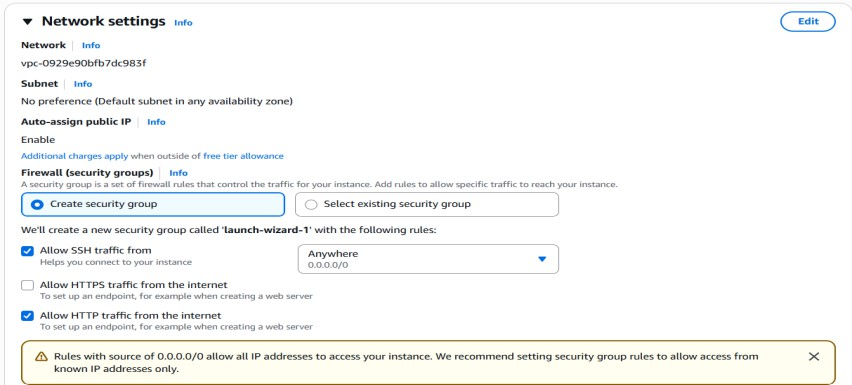 Network settings Info
Edit
Network Info
vpc-0929e90bfb7dc983f
Subnet Info
No preference (Default subnet in any availability zone)
Auto-assign public IP Info
Enable
Additional charges apply when outside of free tier allowance
Firewall (security groups) Info
A security group is a set of firewall rules that control the traffic for your instance. Add rules to allow specific traffic to reach your instance.
Create security group
Select existing security group
We'll create a new security group called 'launch-wizard-1' with the following rules:
Allow SSH traffic from
Helps you connect to your instance
Anywhere
0.0.0.0/0
Allow HTTPS traffic from the internet
To set up an endpoint, for example when creating a web server
Allow HTTP traffic from the internet
To set up an endpoint, for example when creating a web server
Rules with source of 0.0.0.0/0 allow all IP addresses to access your instance. We recommend setting security group rules to allow access from
known IP addresses only.